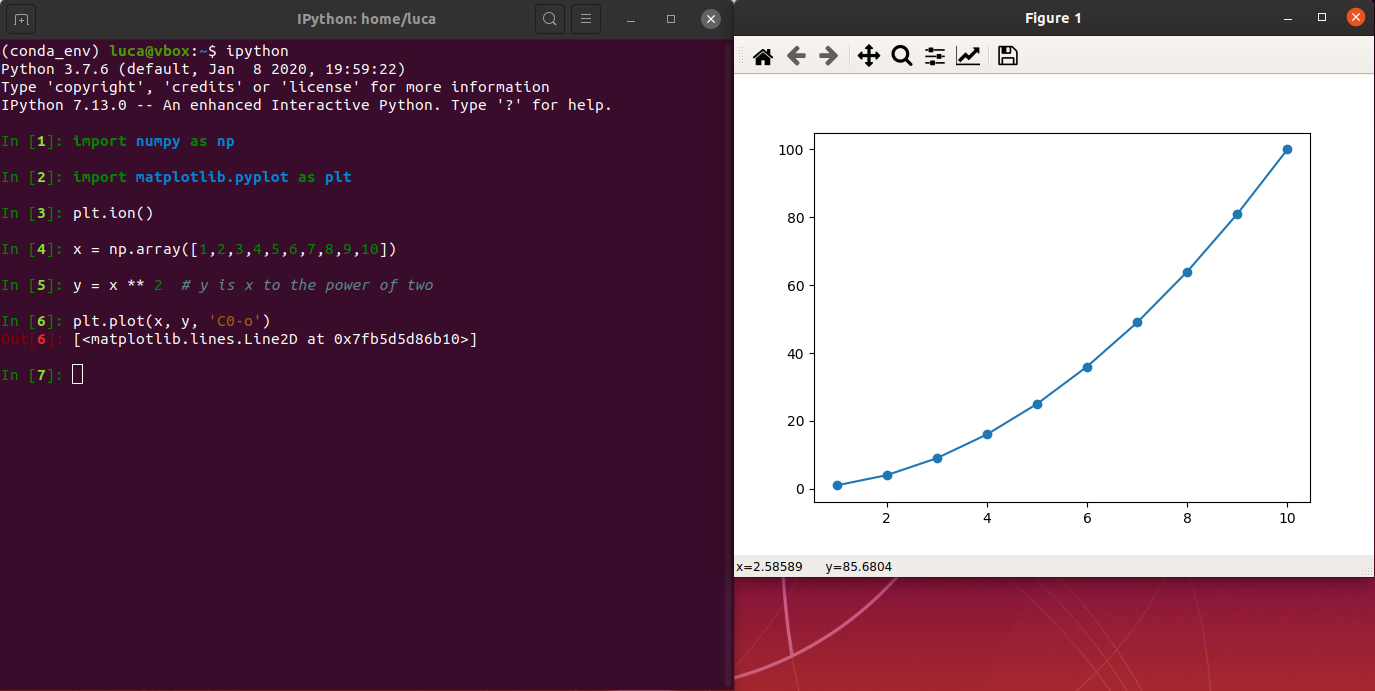 IPython: home/luca
(conda_env) luca@vbox:~$ ipython
Python 3.7.6 (default, Jan  8 2020, 19:59:22)
Type 'copyright', 'credits' or 'license' for more information
IPython 7.13.0 -- An enhanced Interactive Python. Type '?' for help.
In [1]: import numpy as np
In [2]: import matplotlib.pyplot as plt
In [3]: plt.ion()
In [4]: x = np.array([1,2,3,4,5,6,7,8,9,10])
In [5]: y = x ** 2  # y is x to the power of two
In [6]: plt.plot(x, y, 'C0-o')
Out[6]: [<matplotlib.lines.Line2D at 0x7fb5d5d86b10>]
In [7]:
Figure 1
100
80
60
40
20
0
2 4 6 8 10
x=2.58589 y=85.6804